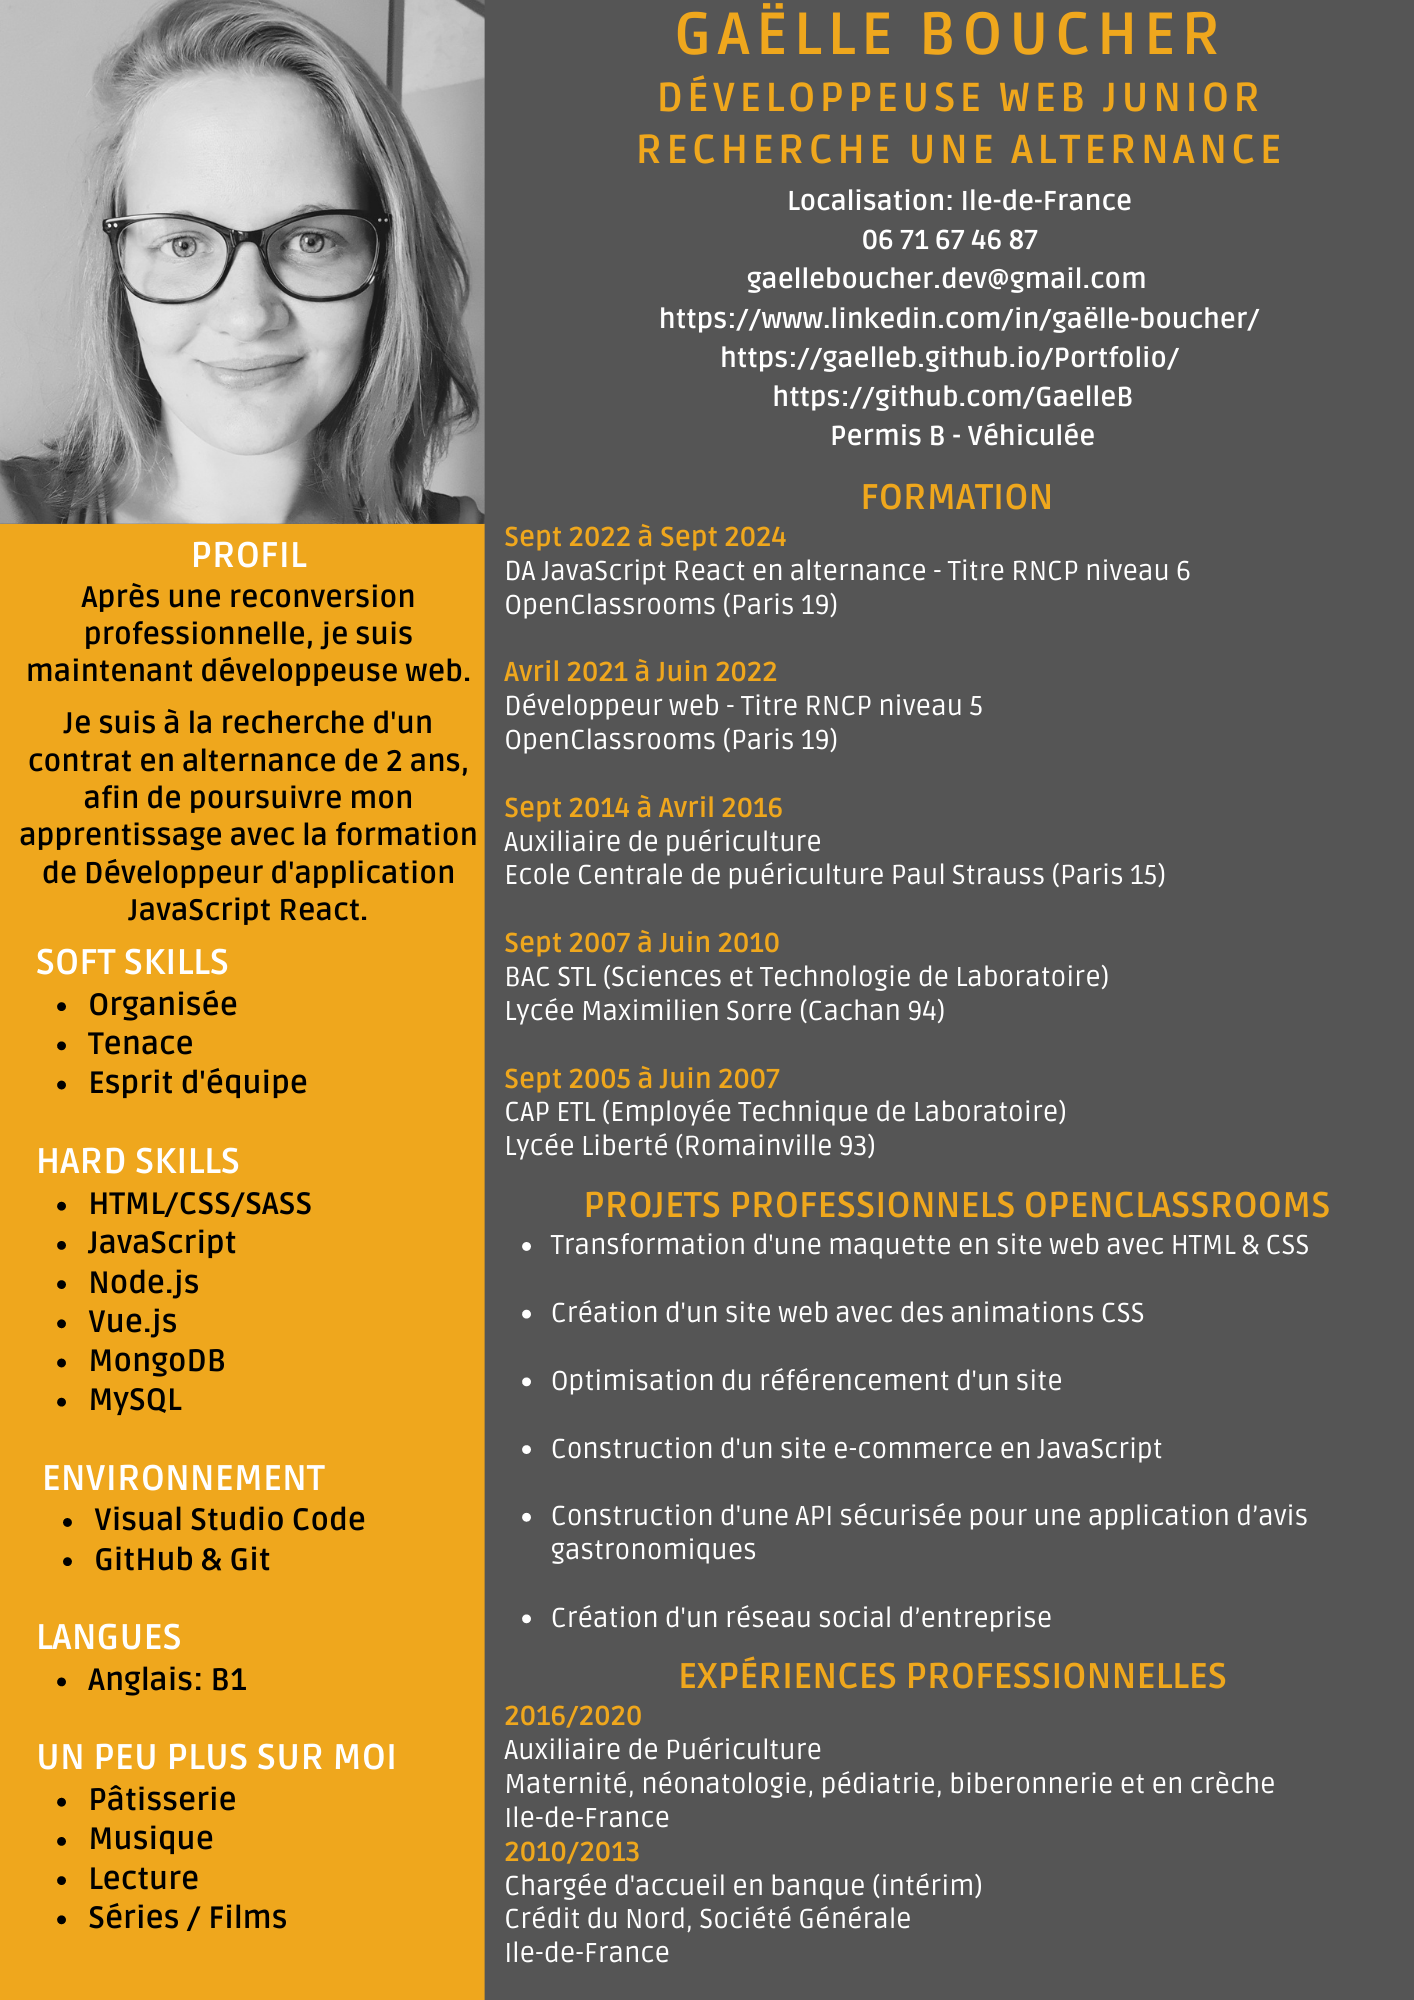 GAËLLE BOUCHER
DÉVELOPPEUSE WEB JUNIOR
RECHERCHE UNE ALTERNANCE
Localisation: Ile-de-France
06 71 67 46 87
gaelleboucher.dev@gmail.com
https://www.linkedin.com/in/gaëlle-boucher/
https://gaelleb.github.io/Portfolio/
https://github.com/GaelleB
Permis B - Véhiculée
PROFIL
Après une reconversion
professionnelle, je suis
maintenant développeuse web.
Je suis à la recherche d'un
contrat en alternance de 2 ans,
afin de poursuivre mon
apprentissage avec la formation
de Développeur d'application
JavaScript React.
SOFT SKILLS
• Organisée
• Tenace
• Esprit d'équipe
HARD SKILLS
• HTML/CSS/SASS
• JavaScript
• Node.js
• Vue.js
• MongoDB
• MySQL
ENVIRONNEMENT
• Visual Studio Code
• GitHub & Git
LANGUES
• Anglais: B1
UN PEU PLUS SUR MOI
• Pâtisserie
• Musique
• Lecture
• Séries / Films
FORMATION
Sept 2022 à Sept 2024
DA JavaScript React en alternance - Titre RNCP niveau 6
OpenClassrooms (Paris 19)
Avril 2021 à Juin 2022
Développeur web - Titre RNCP niveau 5
OpenClassrooms (Paris 19)
Sept 2014 à Avril 2016
Auxiliaire de puériculture
Ecole Centrale de puériculture Paul Strauss (Paris 15)
Sept 2007 à Juin 2010
BAC STL (Sciences et Technologie de Laboratoire)
Lycée Maximilien Sorre (Cachan 94)
Sept 2005 à Juin 2007
CAP ETL (Employée Technique de Laboratoire)
Lycée Liberté (Romainville 93)
PROJETS PROFESSIONNELS OPENCLASSROOMS
• Transformation d'une maquette en site web avec HTML & CSS
• Création d'un site web avec des animations CSS
• Optimisation du référencement d'un site
• Construction d'un site e-commerce en JavaScript
• Construction d'une API sécurisée pour une application d’avis
gastronomiques
• Création d'un réseau social d’entreprise
EXPÉRIENCES PROFESSIONNELLES
2016/2020
Auxiliaire de Puériculture
Maternité, néonatologie, pédiatrie, biberonnerie et en crèche
Ile-de-France
2010/2013
Chargée d'accueil en banque (intérim)
Crédit du Nord, Société Générale
Ile-de-France